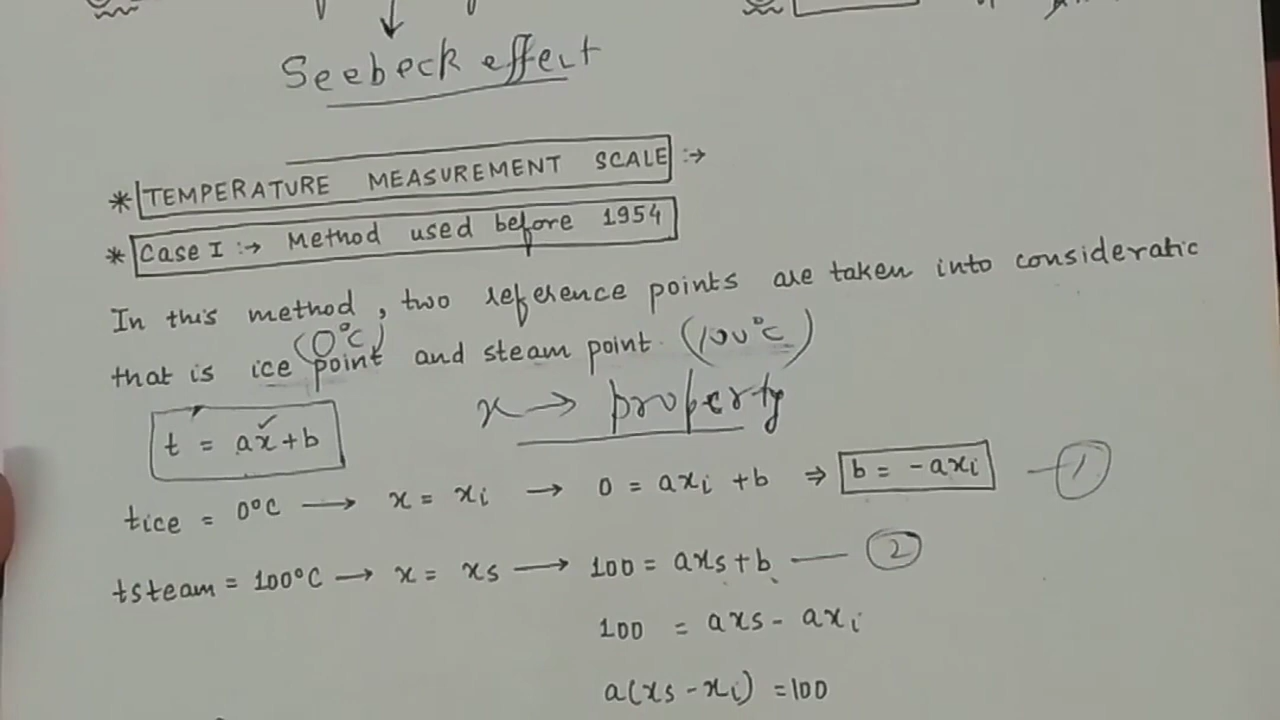 Seebeck effect
* TEMPERATURE MEASUREMENT SCALE :→
* Case I :→ Method used before 1954
In this method, two reference points are taken into consideratio
(0°C)
that is ice point and steam point. (100°C)
t = ax + b
x → property
tice = 0°C → x = xi → 0 = axi + b ⇒ b = -axi — 1
tsteam = 100°C → x = xs → 100 = axs + b — 2
100 = axs - axi
a(xs - xi) = 100